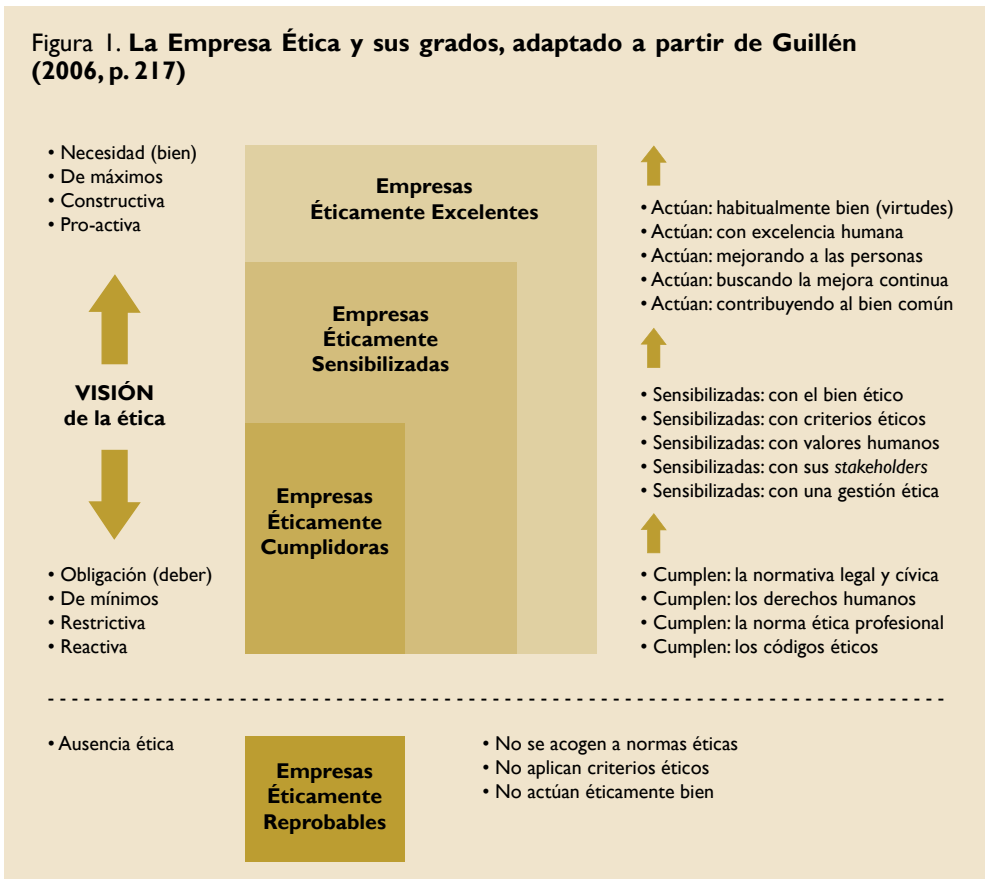 Figura 1. La Empresa Ética y sus grados, adaptado a partir de Guillén
(2006, p. 217)
• Necesidad (bien)
• De máximos
• Constructiva
• Pro-activa
VISIÓN
de la ética
• Obligación (deber)
• De mínimos
• Restrictiva
• Reactiva
Empresas
Éticamente Excelentes
Empresas
Éticamente
Sensibilizadas
Empresas
Éticamente
Cumplidoras
• Actúan: habitualmente bien (virtudes)
• Actúan: con excelencia humana
• Actúan: mejorando a las personas
• Actúan: buscando la mejora continua
• Actúan: contribuyendo al bien común
• Sensibilizadas: con el bien ético
• Sensibilizadas: con criterios éticos
• Sensibilizadas: con valores humanos
• Sensibilizadas: con sus stakeholders
• Sensibilizadas: con una gestión ética
• Cumplen: la normativa legal y cívica
• Cumplen: los derechos humanos
• Cumplen: la norma ética profesional
• Cumplen: los códigos éticos
• Ausencia ética
Empresas
Éticamente
Reprobables
• No se acogen a normas éticas
• No aplican criterios éticos
• No actúan éticamente bien